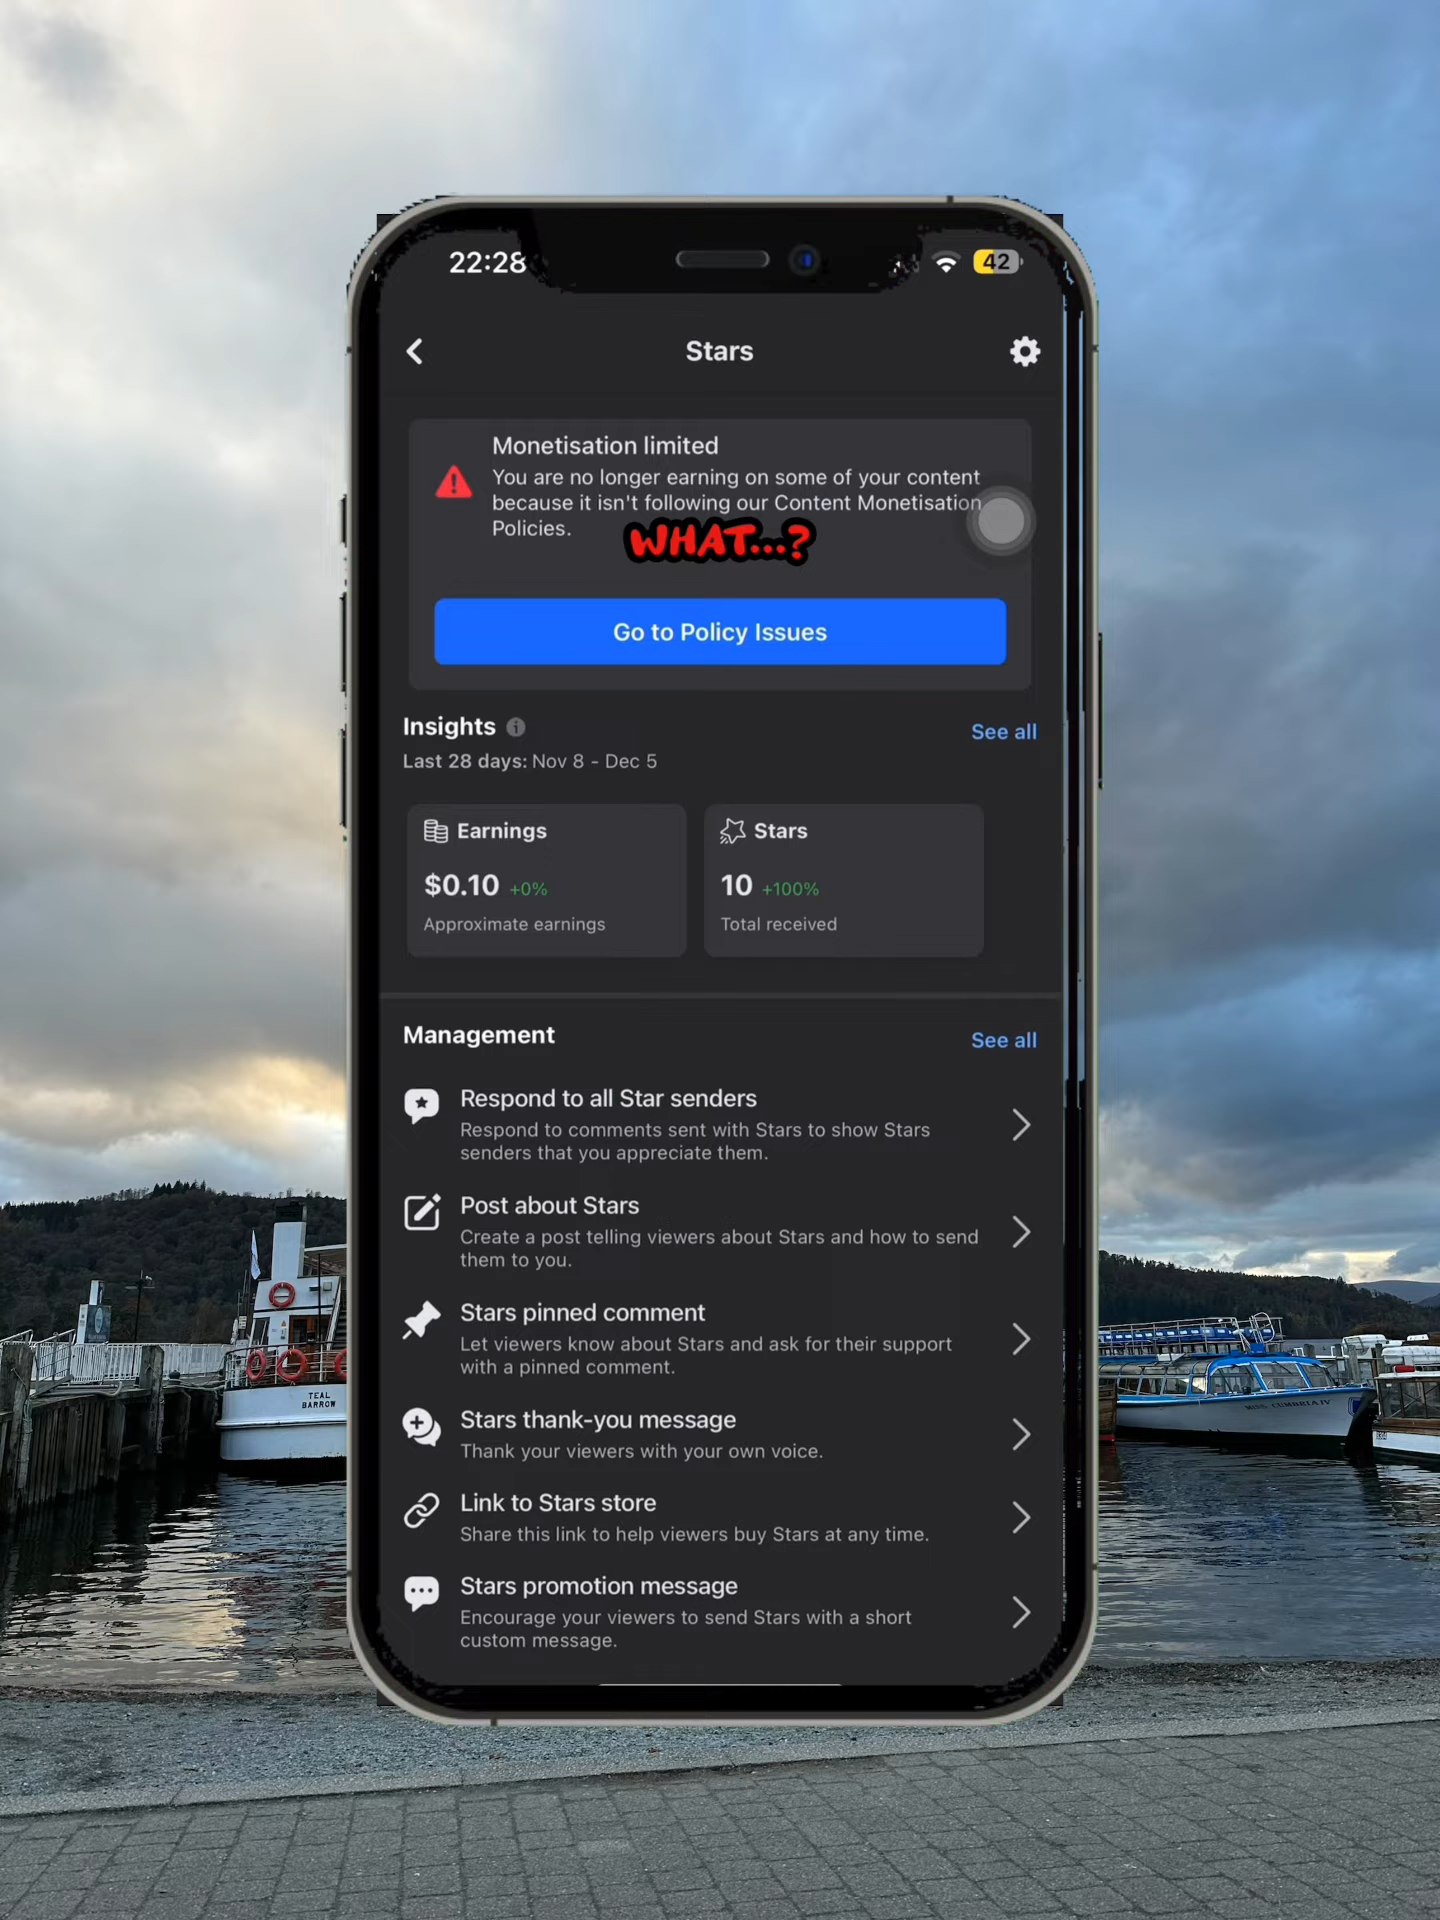 22:28
42
Stars
Monetisation limited
You are no longer earning on some of your content
because it isn't following our Content Monetisation
Policies.
WHAT...?
Go to Policy Issues
Insights
See all
Last 28 days: Nov 8 - Dec 5
Earnings
Stars
$0.10 +0%
10 +100%
Approximate earnings
Total received
Management
See all
Respond to all Star senders
Respond to comments sent with Stars to show Stars
senders that you appreciate them.
Post about Stars
Create a post telling viewers about Stars and how to send
them to you.
Stars pinned comment
Let viewers know about Stars and ask for their support
with a pinned comment.
TEAL
BARROW
MISS CUMBRIA IV
Stars thank-you message
Thank your viewers with your own voice.
Link to Stars store
Share this link to help viewers buy Stars at any time.
Stars promotion message
Encourage your viewers to send Stars with a short
custom message.